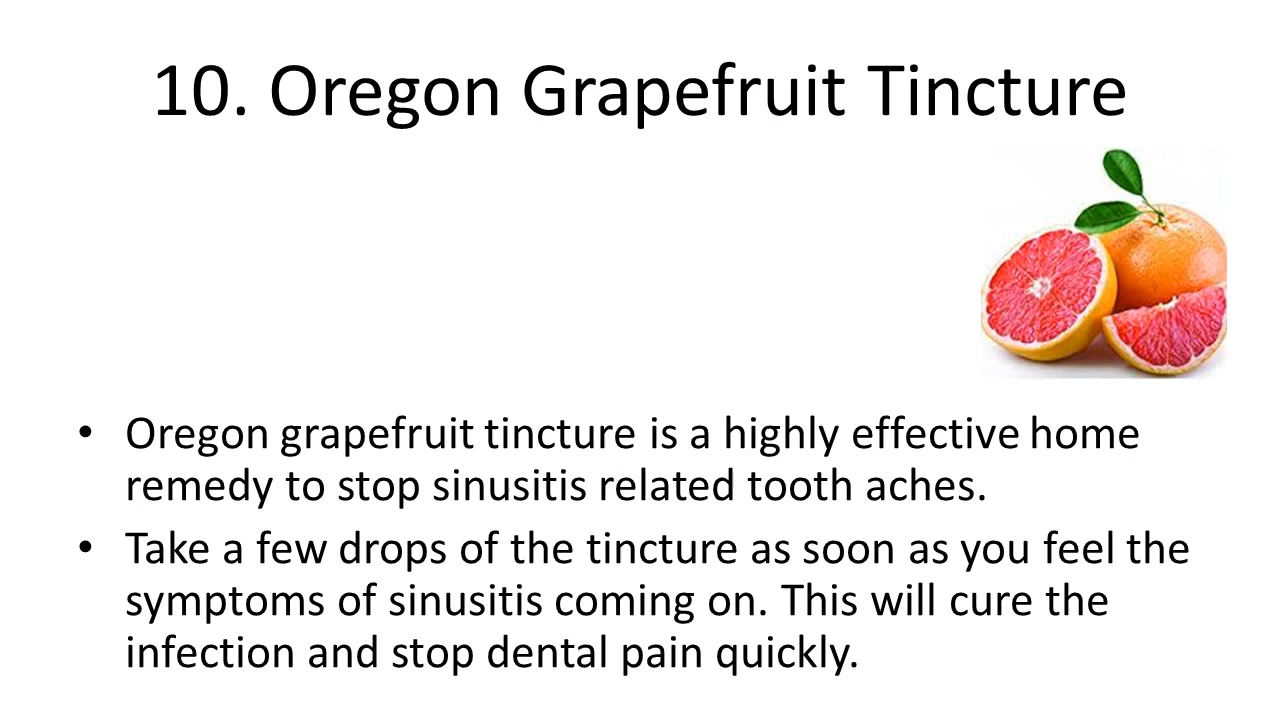 10. Oregon Grapefruit Tincture
• Oregon grapefruit tincture is a highly effective home
remedy to stop sinusitis related tooth aches.
• Take a few drops of the tincture as soon as you feel the
symptoms of sinusitis coming on. This will cure the
infection and stop dental pain quickly.